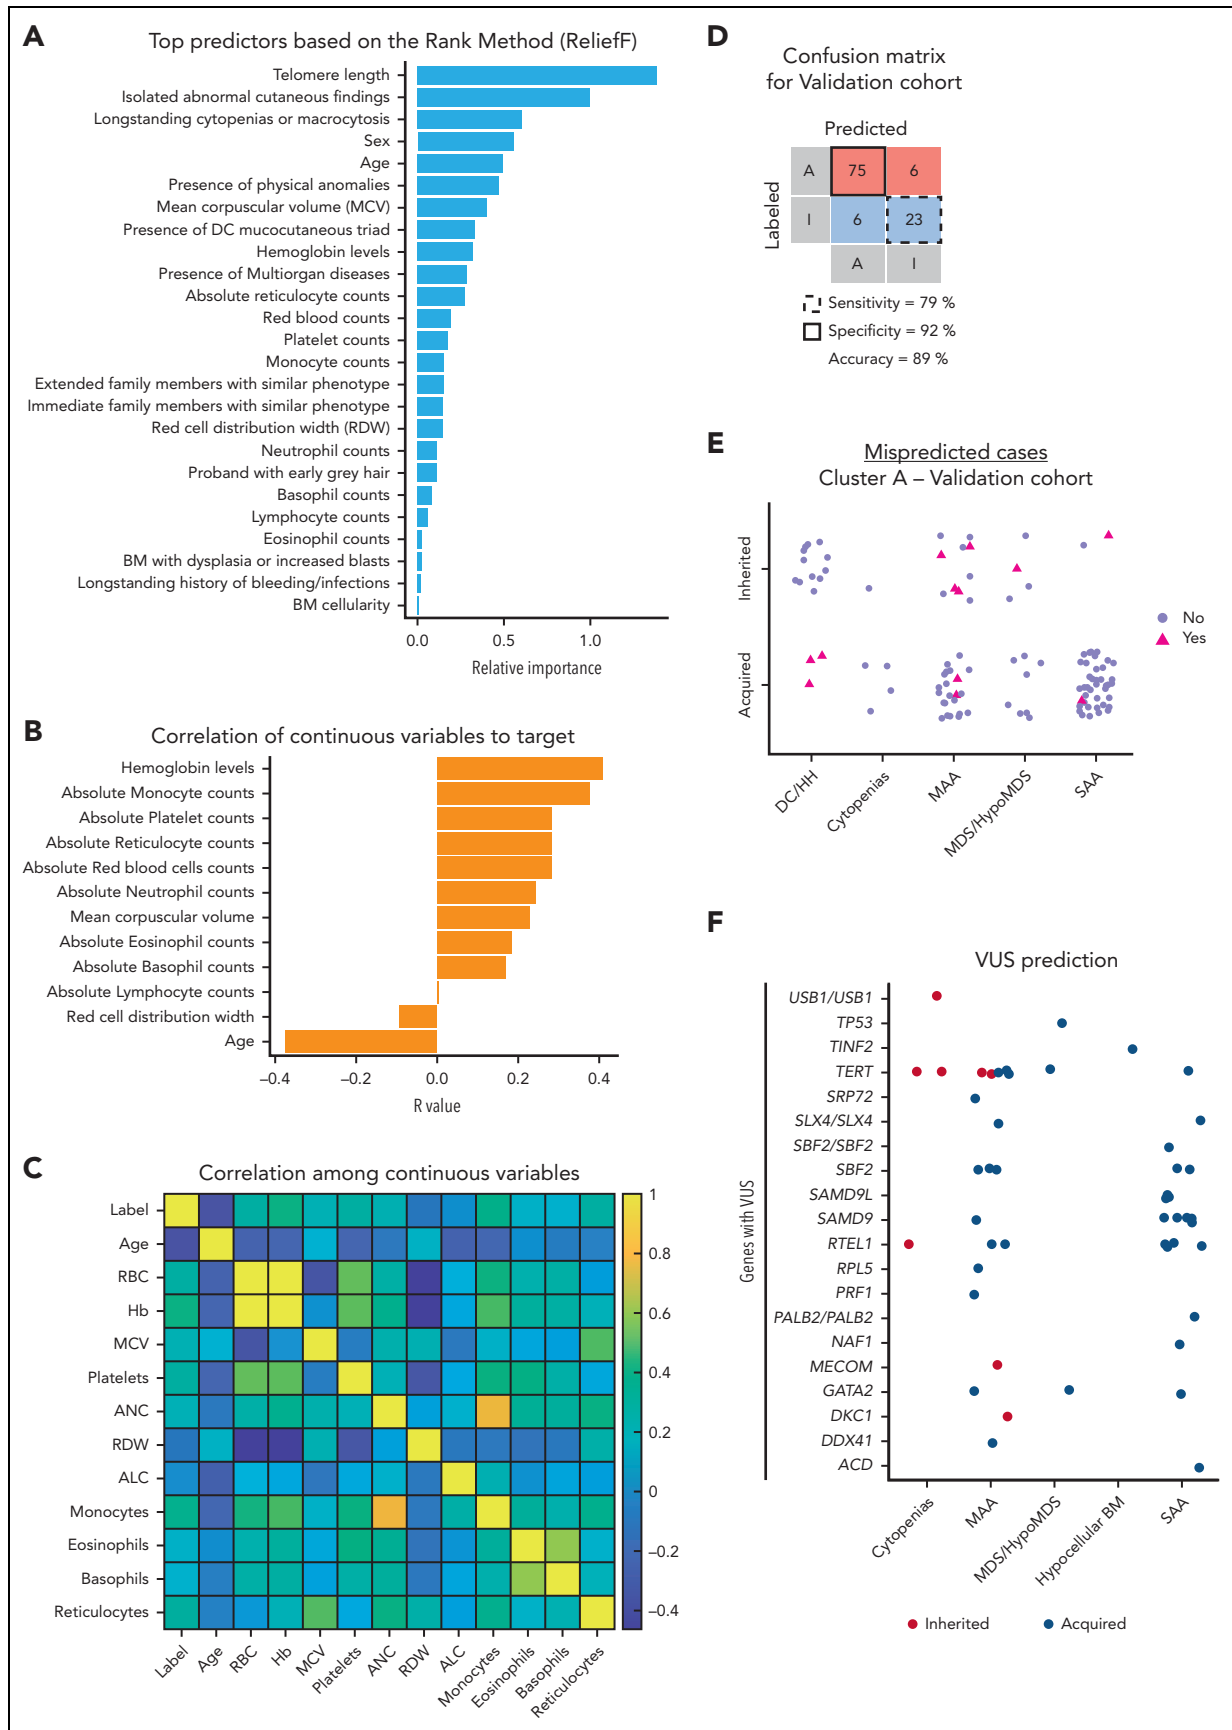 A
Top predictors based on the Rank Method (ReliefF)
Telomere length
Isolated abnormal cutaneous findings
Longstanding cytopenias or macrocytosis
Sex
Age
Presence of physical anomalies
Mean corpuscular volume (MCV)
Presence of DC mucocutaneous triad
Hemoglobin levels
Presence of Multiorgan diseases
Absolute reticulocyte counts
Red blood counts
Platelet counts
Monocyte counts
Extended family members with similar phenotype
Immediate family members with similar phenotype
Red cell distribution width (RDW)
Neutrophil counts
Proband with early grey hair
Basophil counts
Lymphocyte counts
Eosinophil counts
BM with dysplasia or increased blasts
Longstanding history of bleeding/infections
BM cellularity
0.0 0.5 1.0
Relative importance
B
Correlation of continuous variables to target
Hemoglobin levels
Absolute Monocyte counts
Absolute Platelet counts
Absolute Reticulocyte counts
Absolute Red blood cells counts
Absolute Neutrophil counts
Mean corpuscular volume
Absolute Eosinophil counts
Absolute Basophil counts
Absolute Lymphocyte counts
Red cell distribution width
Age
–0.4 –0.2 0.0 0.2 0.4
R value
C
Correlation among continuous variables
Label
Age
RBC
Hb
MCV
Platelets
ANC
RDW
ALC
Monocytes
Eosinophils
Basophils
Reticulocytes
Label Age RBC Hb MCV Platelets ANC RDW ALC Monocytes Eosinophils Basophils Reticulocytes
1
0.8
0.6
0.4
0.2
0
–0.2
–0.4
D
Confusion matrix
for Validation cohort
Predicted
Labeled
A 75 6
I 6 23
A I
Sensitivity = 79 %
Specificity = 92 %
Accuracy = 89 %
E
Mispredicted cases
Cluster A – Validation cohort
Inherited
Acquired
No
Yes
DC/HH Cytopenias MAA MDS/HypoMDS SAA
F
VUS prediction
Genes with VUS
USB1/USB1
TP53
TINF2
TERT
SRP72
SLX4/SLX4
SBF2/SBF2
SBF2
SAMD9L
SAMD9
RTEL1
RPL5
PRF1
PALB2/PALB2
NAF1
MECOM
GATA2
DKC1
DDX41
ACD
Cytopenias MAA MDS/HypoMDS Hypocellular BM SAA
Inherited Acquired